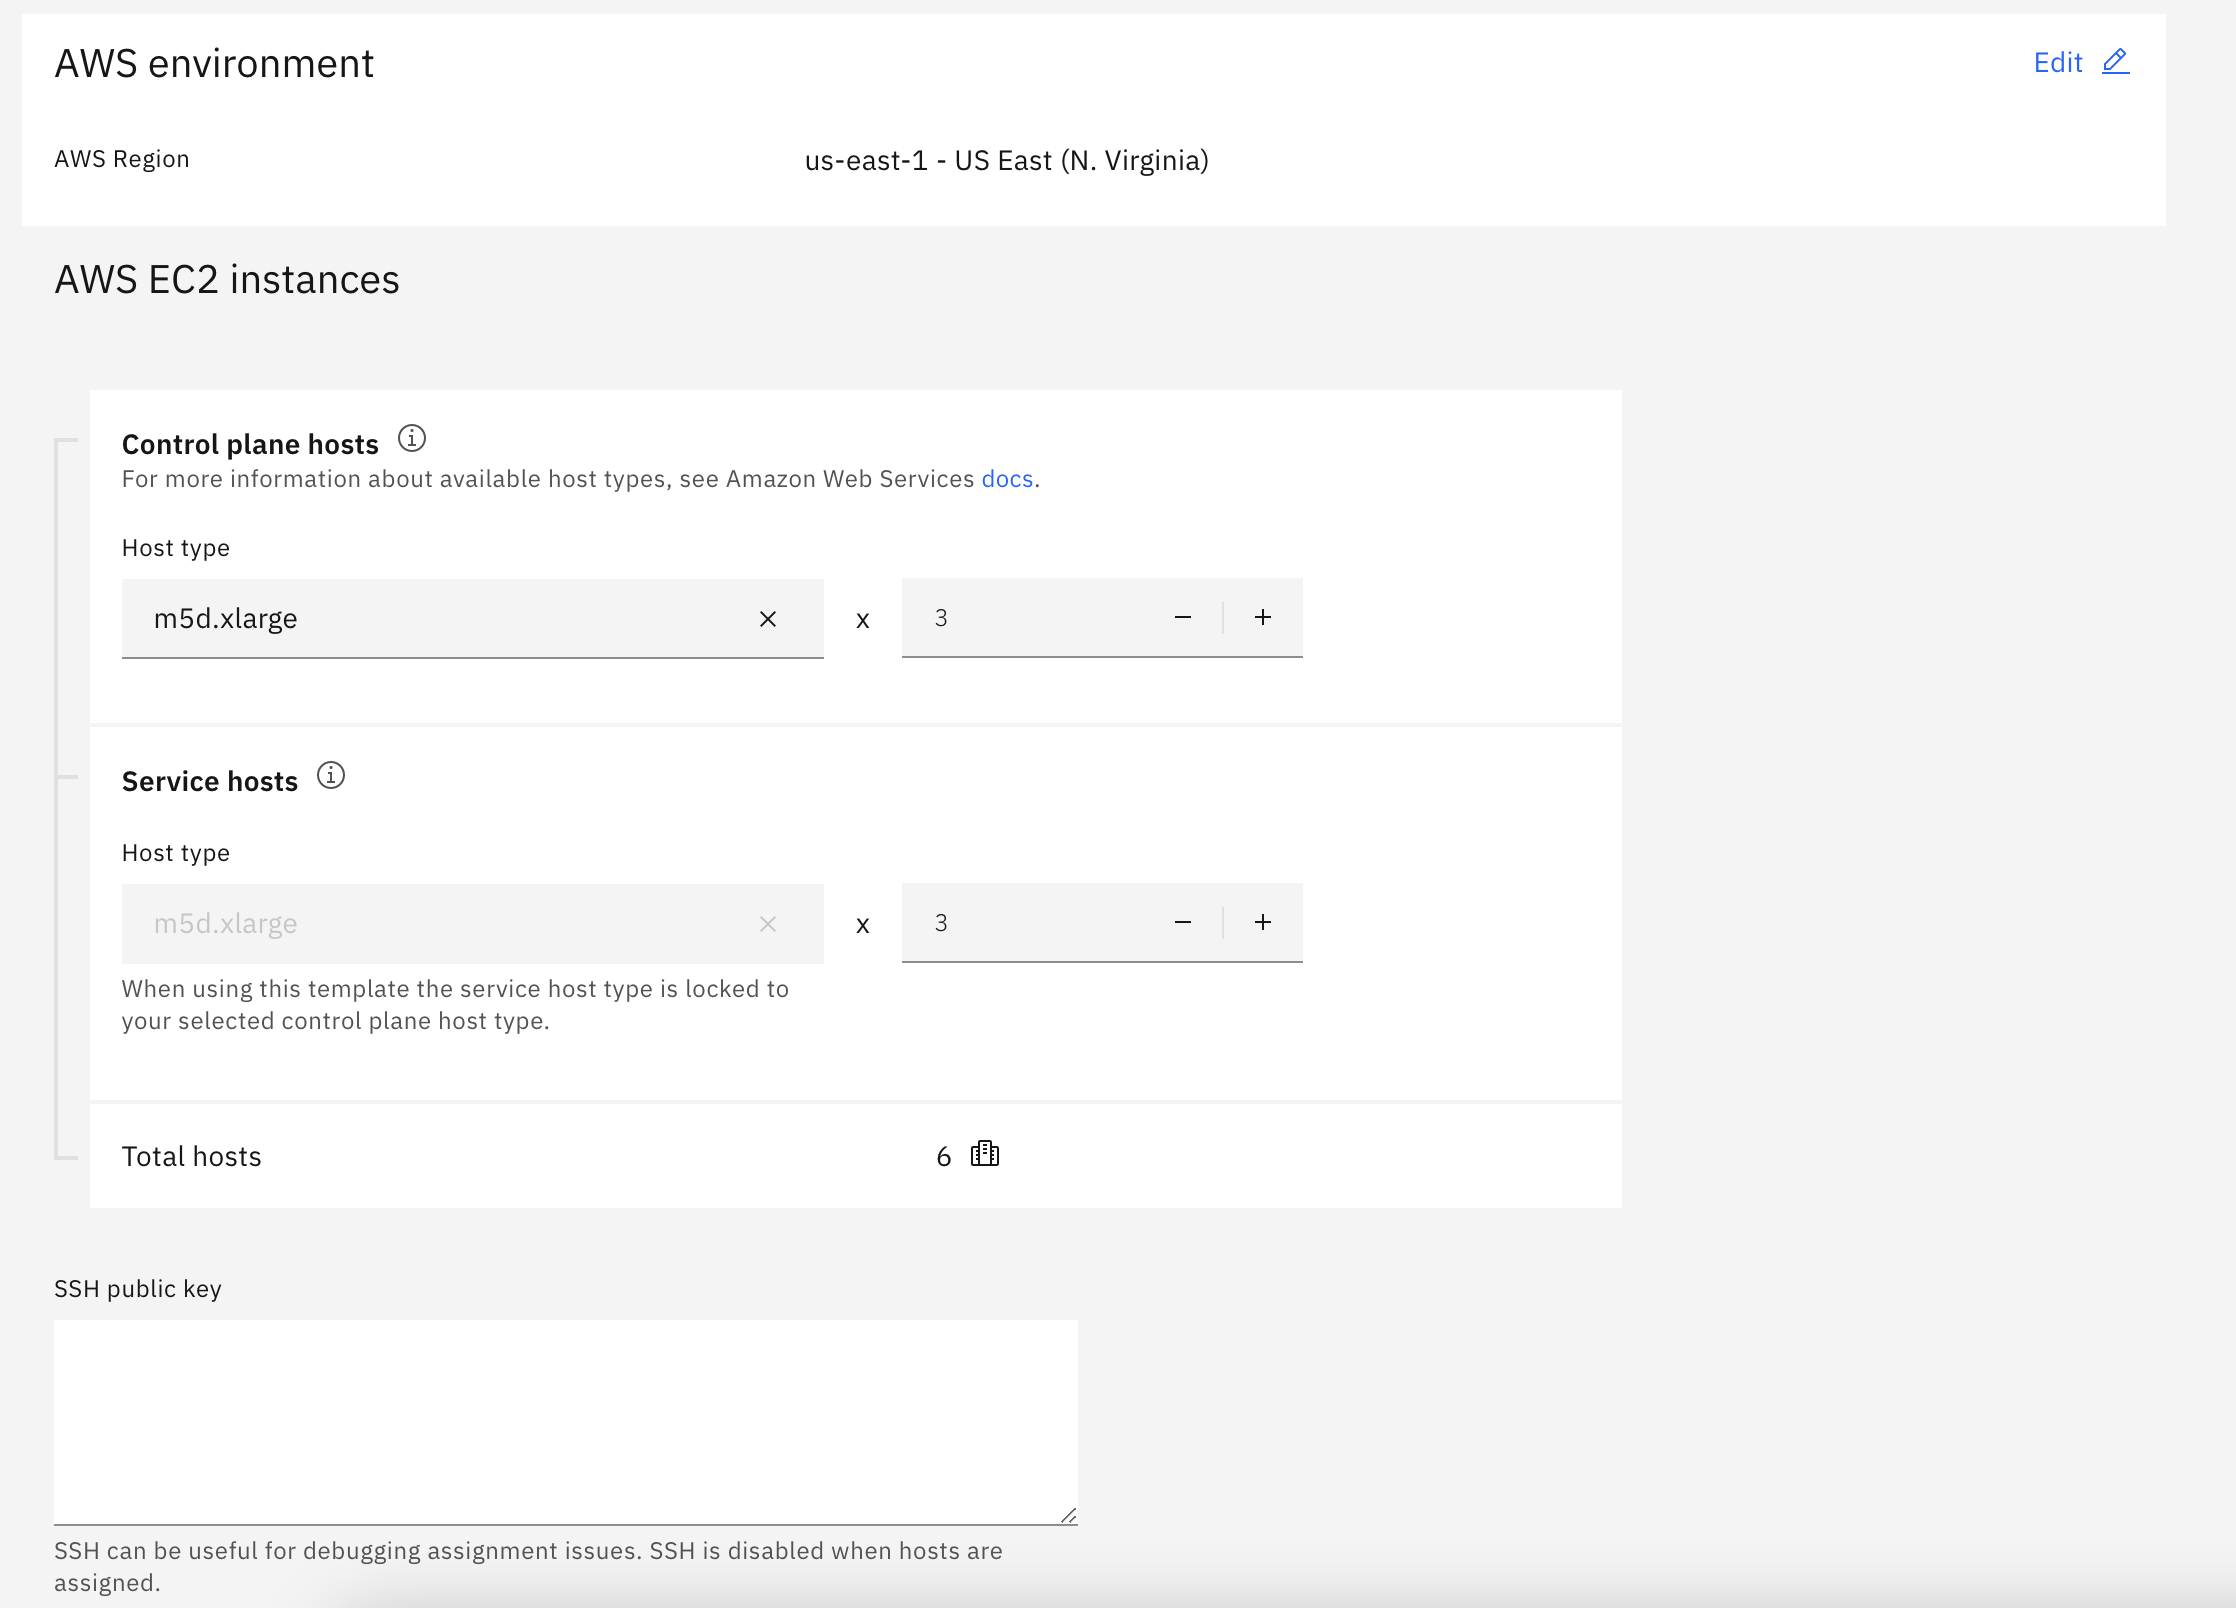 AWS environment
Edit
AWS Region
us-east-1 - US East (N. Virginia)
AWS EC2 instances
Control plane hosts
For more information about available host types, see Amazon Web Services docs.
Host type
m5d.xlarge
x
3
Service hosts
Host type
m5d.xlarge
x
3
When using this template the service host type is locked to
your selected control plane host type.
Total hosts
6
SSH public key
SSH can be useful for debugging assignment issues. SSH is disabled when hosts are
assigned.